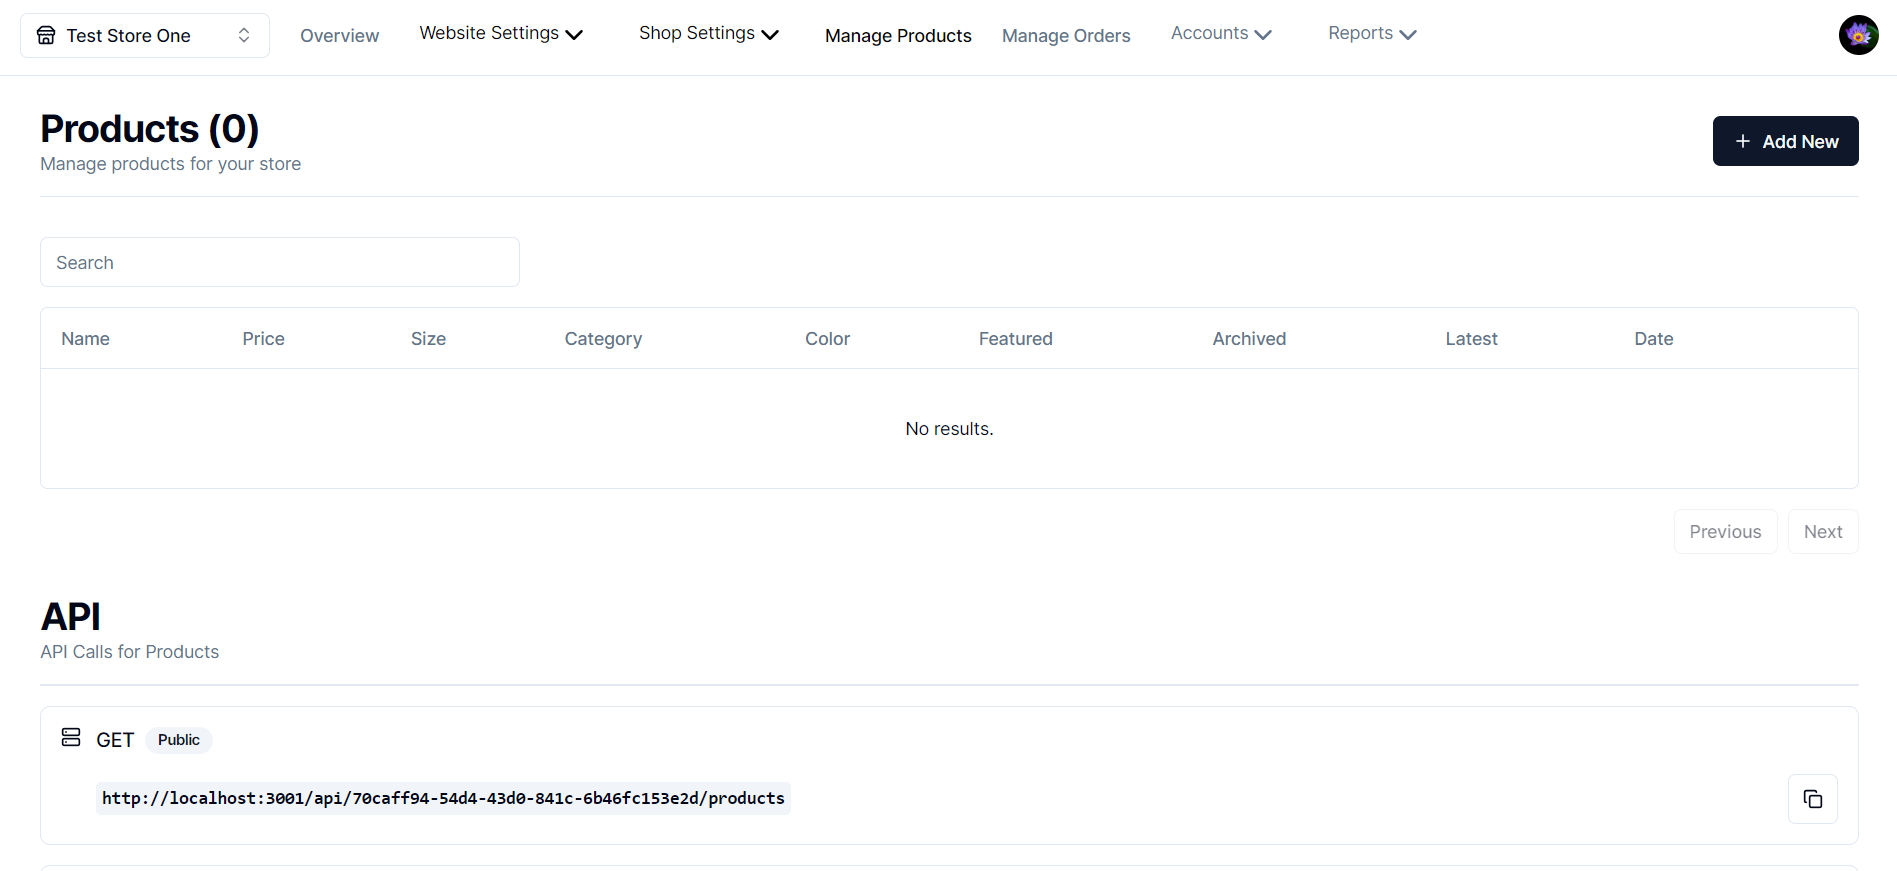 Test Store One Overview Website Settings Shop Settings Manage Products Manage Orders Accounts Reports
Products (0)
Manage products for your store
+ Add New
Search
Name Price Size Category Color Featured Archived Latest Date
No results.
Previous Next
API
API Calls for Products
GET Public
http://localhost:3001/api/70caff94-54d4-43d0-841c-6b46fc153e2d/products